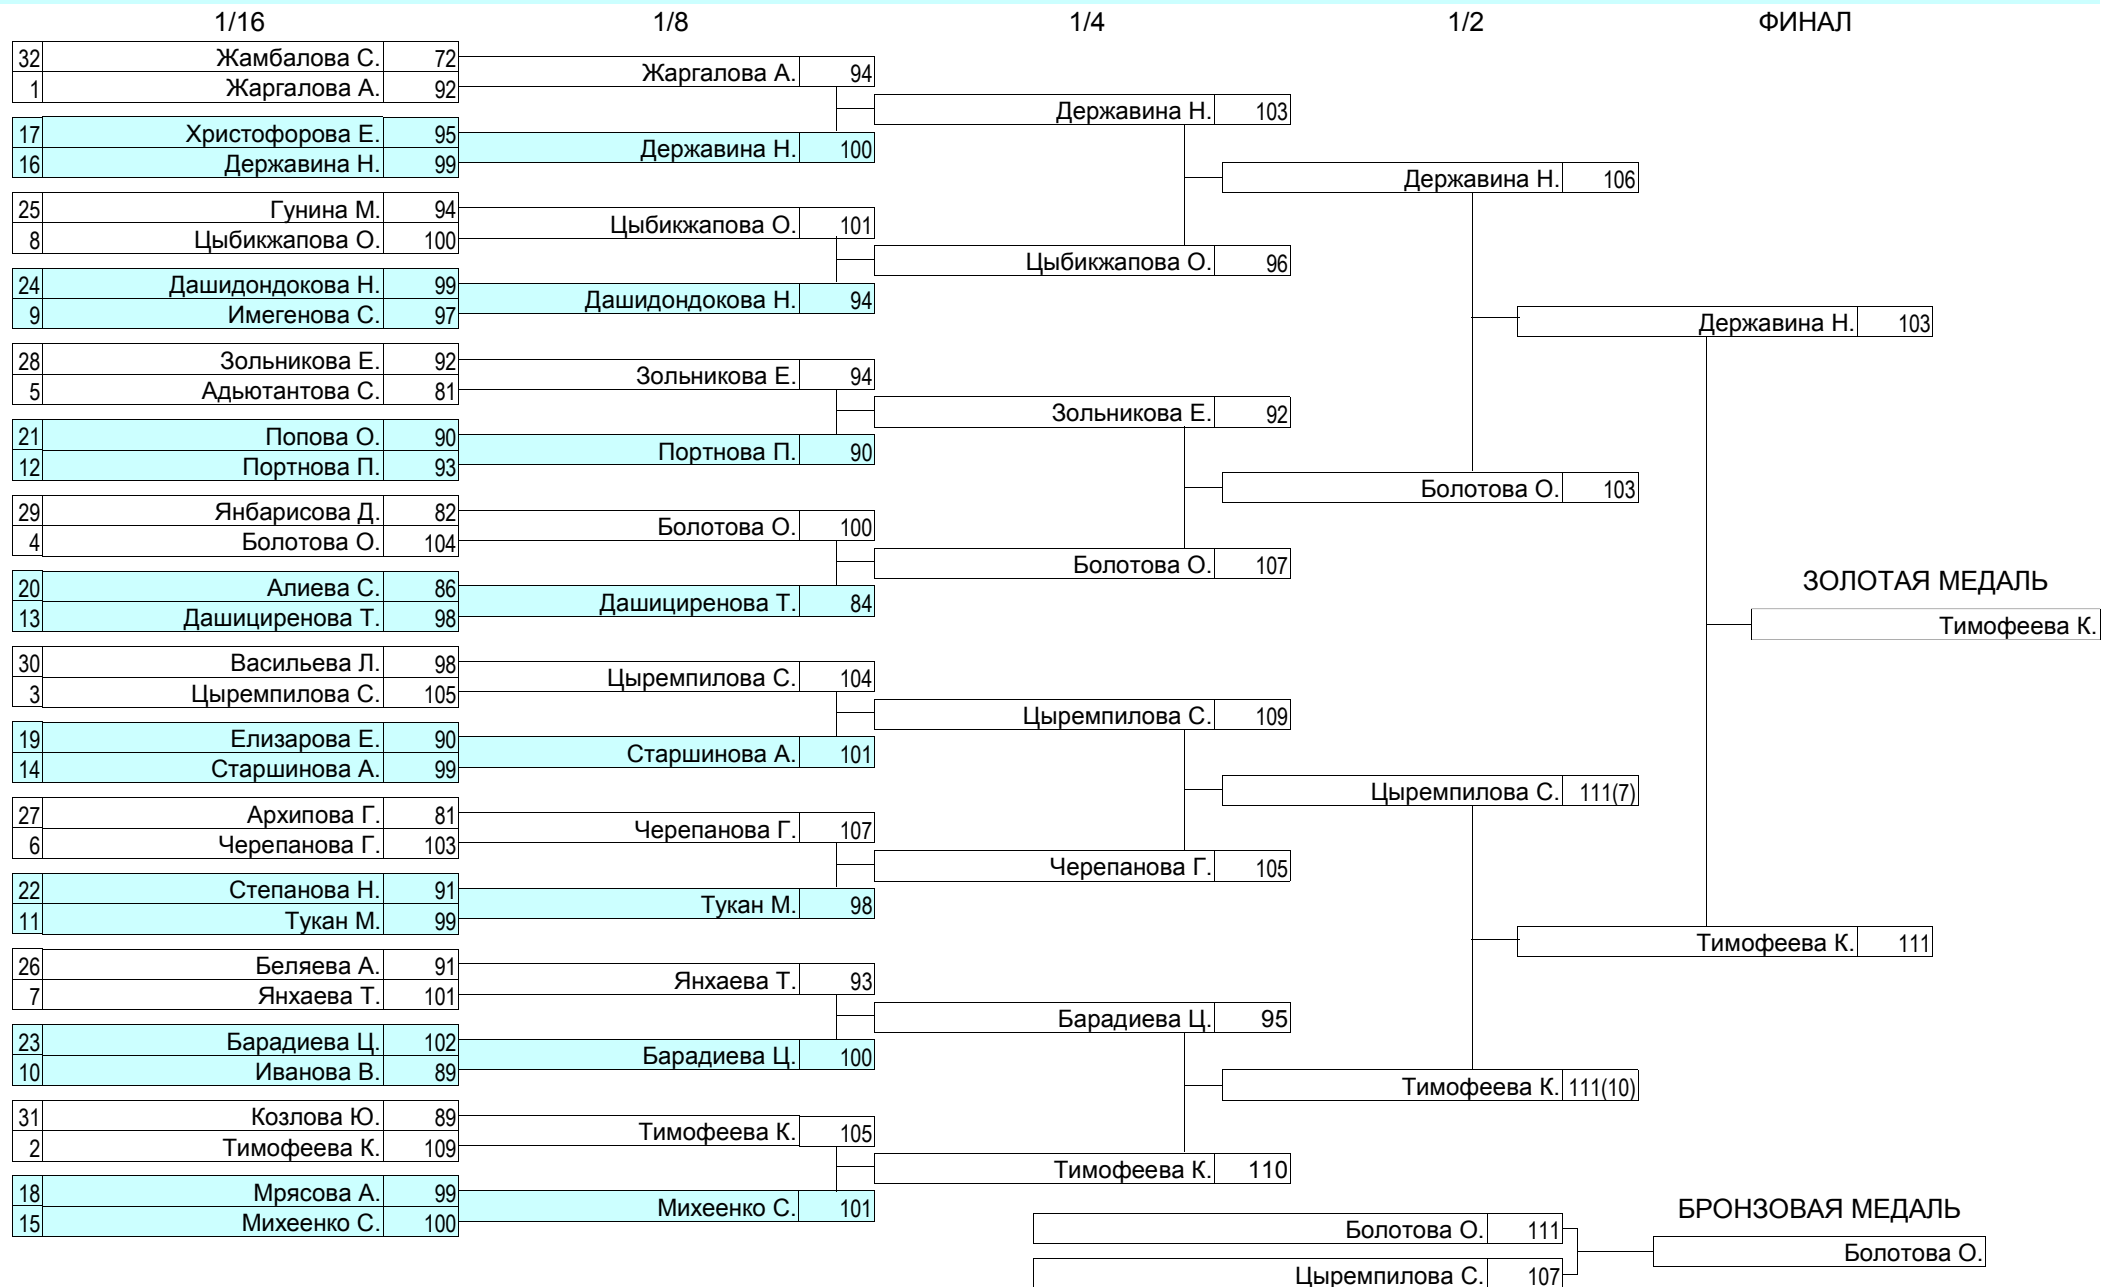 1/16 1/8 1/4 1/2 ФИНАЛ
32 Жамбалова С. 72
1 Жаргалова А. 92
Жаргалова А. 94
17 Христофорова Е. 95
16 Державина Н. 99
Державина Н. 100
Державина Н. 103
25 Гунина М. 94
8 Цыбикжапова О. 100
Цыбикжапова О. 101
24 Дашидондокова Н. 99
9 Имегенова С. 97
Дашидондокова Н. 94
Цыбикжапова О. 96
Державина Н. 106
28 Зольникова Е. 92
5 Адьютантова С. 81
Зольникова Е. 94
21 Попова О. 90
12 Портнова П. 93
Портнова П. 90
Зольникова Е. 92
29 Янбарисова Д. 82
4 Болотова О. 104
Болотова О. 100
20 Алиева С. 86
13 Дашициренова Т. 98
Дашициренова Т. 84
Болотова О. 107
Болотова О. 103
Державина Н. 103
30 Васильева Л. 98
3 Цыремпилова С. 105
Цыремпилова С. 104
19 Елизарова Е. 90
14 Старшинова А. 99
Старшинова А. 101
Цыремпилова С. 109
27 Архипова Г. 81
6 Черепанова Г. 103
Черепанова Г. 107
22 Степанова Н. 91
11 Тукан М. 99
Тукан М. 98
Черепанова Г. 105
Цыремпилова С. 111(7)
26 Беляева А. 91
7 Янхаева Т. 101
Янхаева Т. 93
23 Барадиева Ц. 102
10 Иванова В. 89
Барадиева Ц. 100
Барадиева Ц. 95
31 Козлова Ю. 89
2 Тимофеева К. 109
Тимофеева К. 105
18 Мрясова А. 99
15 Михеенко С. 100
Михеенко С. 101
Тимофеева К. 110
Тимофеева К. 111(10)
Тимофеева К. 111
ЗОЛОТАЯ МЕДАЛЬ
Тимофеева К.
Болотова О. 111
Цыремпилова С. 107
БРОНЗОВАЯ МЕДАЛЬ
Болотова О.